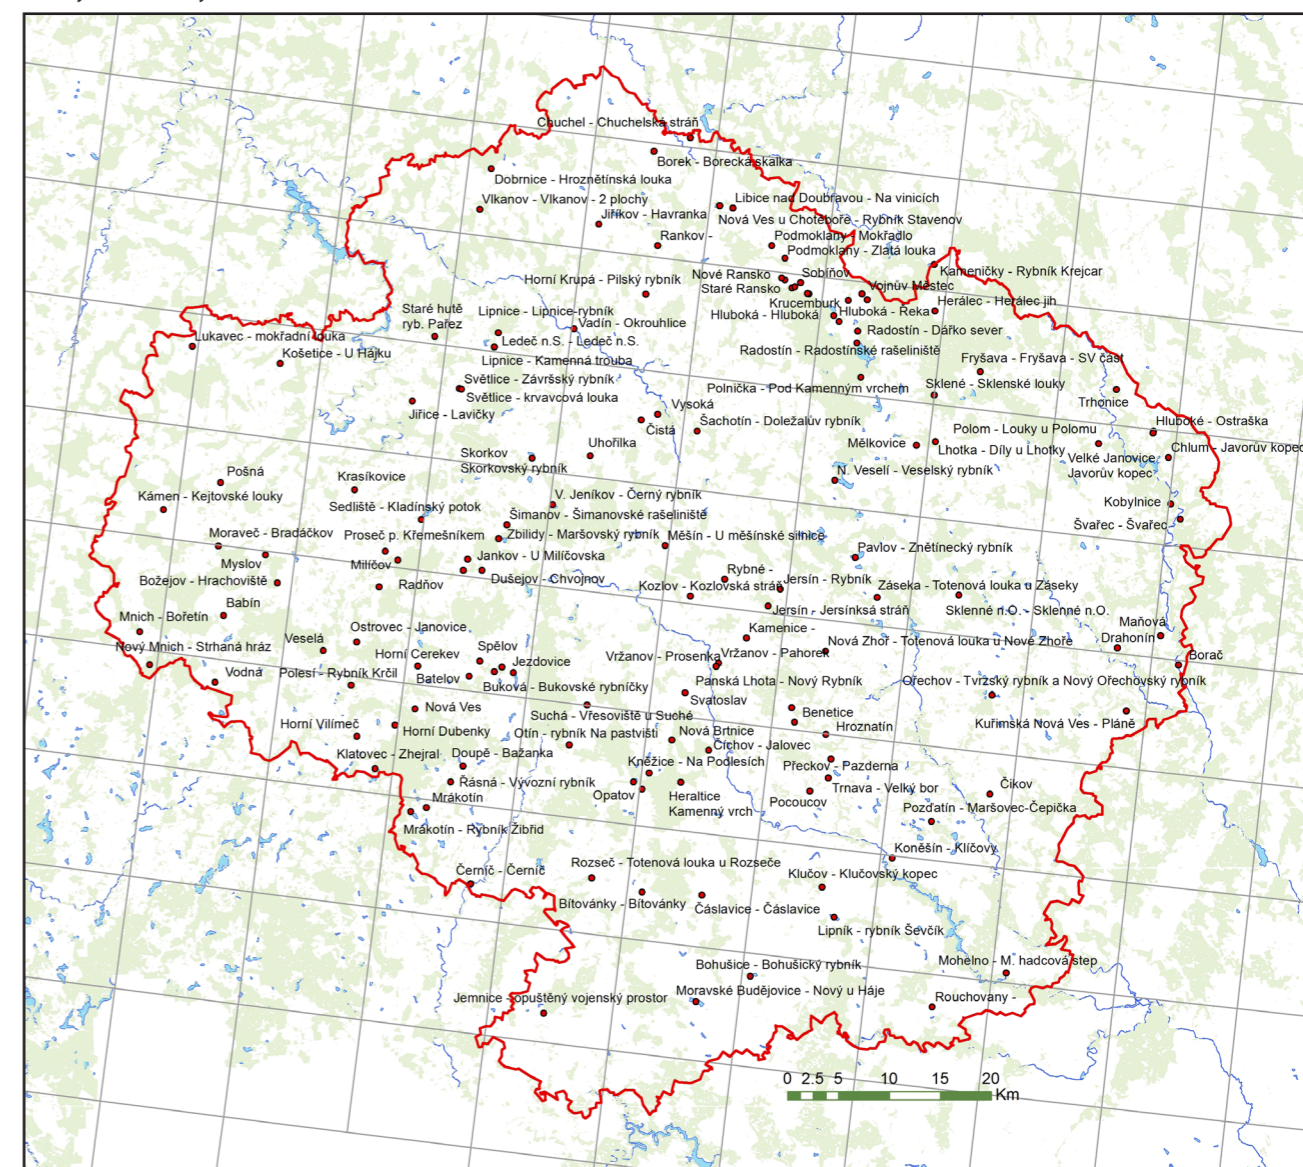 Chuchel - Chuchelská stráň
Borek - Borecká skalka
Dobrnice - Hroznětínská louka
Vlkanov - Vlkanov - 2 plochy
Libice nad Doubravou - Na vinicích
Jiříkov - Havranka
Nová Ves u Chotěboře - Rybník Stavenov
Rankov -
Podmoklany - Mokřadlo
Podmoklany - Zlatá louka
Kameničky - Rybník Krejcar
Nové Ransko
Sobíňov
Horní Krupá - Pilský rybník
Staré Ransko
Vojnův Městec
Krucemburk
Herálec - Herálec jih
Staré hutě
ryb. Pařez
Lipnice - Lipnice-rybník
Hluboká - Hluboká
Hluboká - Reka
Vadín - Okrouhlice
Radostín - Dářko sever
Lukavec - mokřadní louka
Ledeč n.S. - Ledeč n.S.
Košetice - U Hájku
Radostín - Radostínské rašeliniště
Lipnice - Kamenná trouba
Fryšava - Fryšava - SV část
Světlice - Závršský rybník
Polnička - Pod Kamenným vrchem
Sklené - Sklenské louky
Světlice - krvavcová louka
Trhonice
Jiřice - Lavičky
Vysoká
Čistá
Šachotín - Doležalův rybník
Hluboké - Ostraška
Polom - Louky u Polomu
Uhořilka
Mělkovice
Lhotka - Díly u Lhotky
Chlum - Javorův kopec
Skorkov
Skorkovský rybník
Velké Janovice
Javorův kopec
Pošná
Krasíkovice
N. Veselí - Veselský rybník
Kámen - Kejtovské louky
V. Jeníkov - Černý rybník
Kobylnice
Sedliště - Kladínský potok
Šimanov - Šimanovské rašeliniště
Švařec - Švařec
Moraveč - Bradáčkov
Proseč p. Křemešníkem
Zbilidy - Maršovský rybník
Měšín - U měšínské silnice
Pavlov - Znětínecký rybník
Myslov
Milíčov
Jankov - U Milíčovska
Rybné -
Božejov - Hrachoviště
Radňov
Dušejov - Chvojnov
Kozlov - Kozlovská stráň
Jersín - Rybník
Záseka - Totenová louka u Záseky
Babín
Jersín - Jersínksá stráň
Sklenné n.O. - Sklenné n.O.
Mnich - Bořetín
Ostrovec - Janovice
Kamenice -
Maňová
Veselá
Nová Zhoř - Totenová louka u Nové Zhoře
Drahonín
Nový Mnich - Strhaná hráz
Horní Cerekev
Spělov
Jezdovice
Vržanov - Prosenka
Vržanov - Pahorek
Borač
Vodná
Polesí - Rybník Krčil
Batelov
Buková - Bukovské rybníčky
Panská Lhota - Nový Rybník
Ořechov - Tvrzský rybník a Nový Ořechovský rybník
Svatoslav
Nová Ves
Suchá - Vřesoviště u Suché
Benetice
Horní Vilímeč
Horní Dubenky
Otín - rybník Na pastvišti
Nová Brtnice
Hroznatín
Kuřimská Nová Ves - Pláně
Klatovec - Zhejral
Doupě - Bažanka
Číchov - Jalovec
Kněžice - Na Podlesích
Přeckov - Pazderna
Řásná - Vývozní rybník
Opatov
Heraltice
Kamenný vrch
Trnava - Velký bor
Čikov
Mrákotín
Pocoucov
Pozďatín - Maršovec-Čepička
Mrákotín - Rybník Žibřid
Koněšín - Klíčovy
Černíč - Černíč
Rozseč - Totenová louka u Rozseče
Klučov - Klučovský kopec
Bítovánky - Bítovánky
Čáslavice - Čáslavice
Lipník - rybník Ševčík
Bohušice - Bohušický rybník
Mohelno - M. hadcová step
Jemnice - opuštěný vojenský prostor
Moravské Budějovice - Nový u Háje
Rouchovany -
0 2.5 5 10 15 20
Km